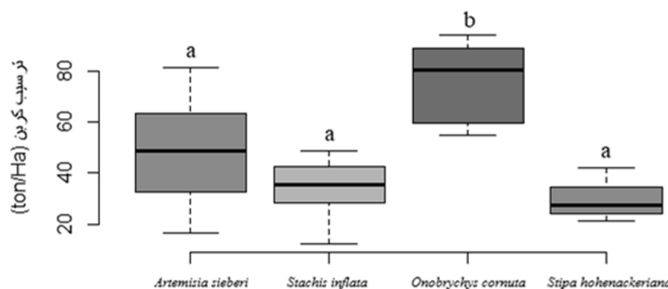 ترسیب کربن (ton/Ha)
80
60
40
20
a
a
b
a
Artemisia sieberi
Stachis inflata
Onobrychys cornuta
Stipa hohenackeriana